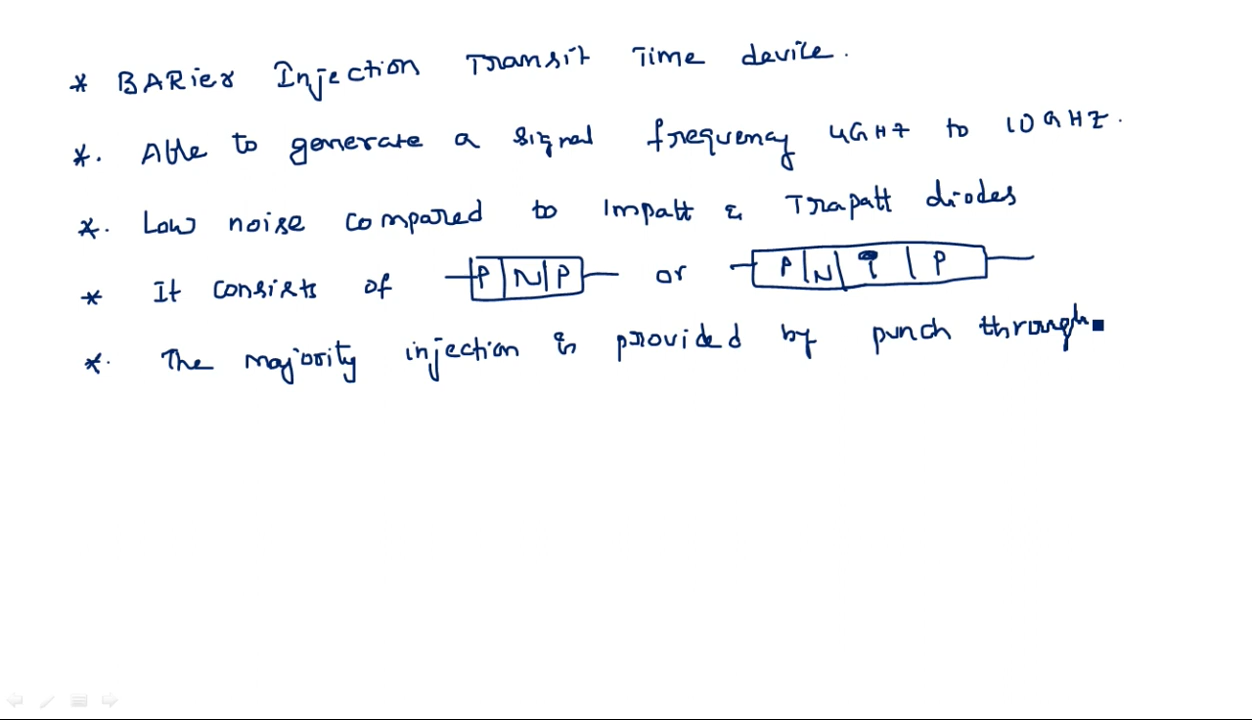 * BARier Injection Transit Time device.
*. Able to generate a signal frequency 4GHz to 10GHZ.
*. Low noise compared to Impatt & Trapatt diodes
* It consists of P N P or P N P
*. The majority injection is provided by punch through